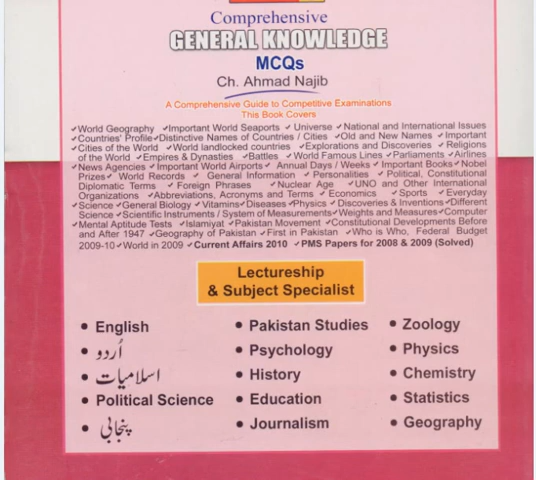 Comprehensive
GENERAL KNOWLEDGE
MCQs
Ch. Ahmad Najib
A Comprehensive Guide to Competitive Examinations
This Book Covers
✓World Geography ✓Important World Seaports ✓ Universe ✓National and International Issues
✓Countries' Profile✓Distinctive Names of Countries / Cities ✓Old and New Names ✓ Important
✓Cities of the World ✓World landlocked countries ✓Explorations and Discoveries ✓ Religions
of the World ✓Empires & Dynasties ✓Battles ✓World Famous Lines ✓Parliaments ✓Airlines
✓News Agencies ✓Important World Airports ✓ Annual Days / Weeks ✓Important Books✓Nobel
Prizes✓ World Records ✓ General Information ✓Personalities ✓Political, Constitutional
Diplomatic Terms ✓Foreign Phrases ✓Nuclear Age ✓UNO and Other International
Organizations ✓Abbreviations, Acronyms and Terms ✓ Economics ✓Sports ✓Everyday
✓Science ✓General Biology ✓Vitamins✓Diseases✓Physics ✓Discoveries & Inventions✓Different
Science ✓Scientific Instruments / System of Measurements✓Weights and Measures✓Computer
✓Mental Aptitude Tests ✓Islamiyat ✓Pakistan Movement ✓Constitutional Developments Before
and After 1947 ✓Geography of Pakistan ✓First in Pakistan ✓Who is Who, Federal Budget
2009-10✓World in 2009 ✓Current Affairs 2010 ✓PMS Papers for 2008 & 2009 (Solved)
Lectureship
& Subject Specialist
• English
• اُردو
• اسلامیات
• Political Science
• پنجابی
• Pakistan Studies
• Psychology
• History
• Education
• Journalism
• Zoology
• Physics
• Chemistry
• Statistics
• Geography